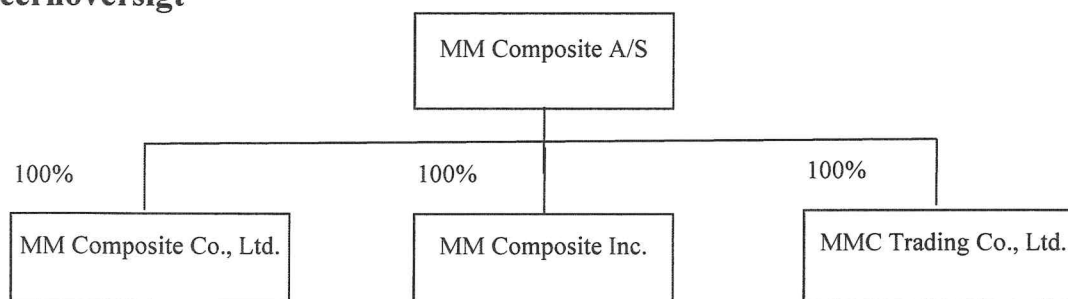 MM Composite A/S
100%
100%
100%
MM Composite Co., Ltd.
MM Composite Inc.
MMC Trading Co., Ltd.